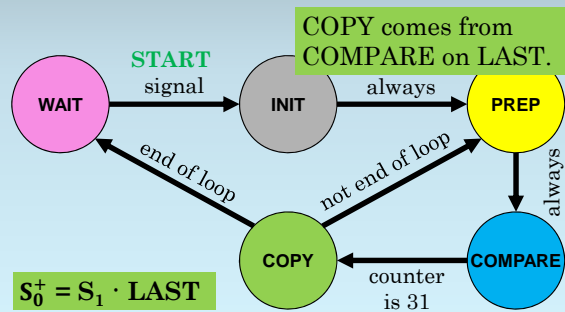 COPY comes from
COMPARE on LAST.
START
signal
always
WAIT
INIT
PREP
end of loop
not end of loop
always
COPY
COMPARE
counter
is 31
S₀⁺ = S₁ · LAST